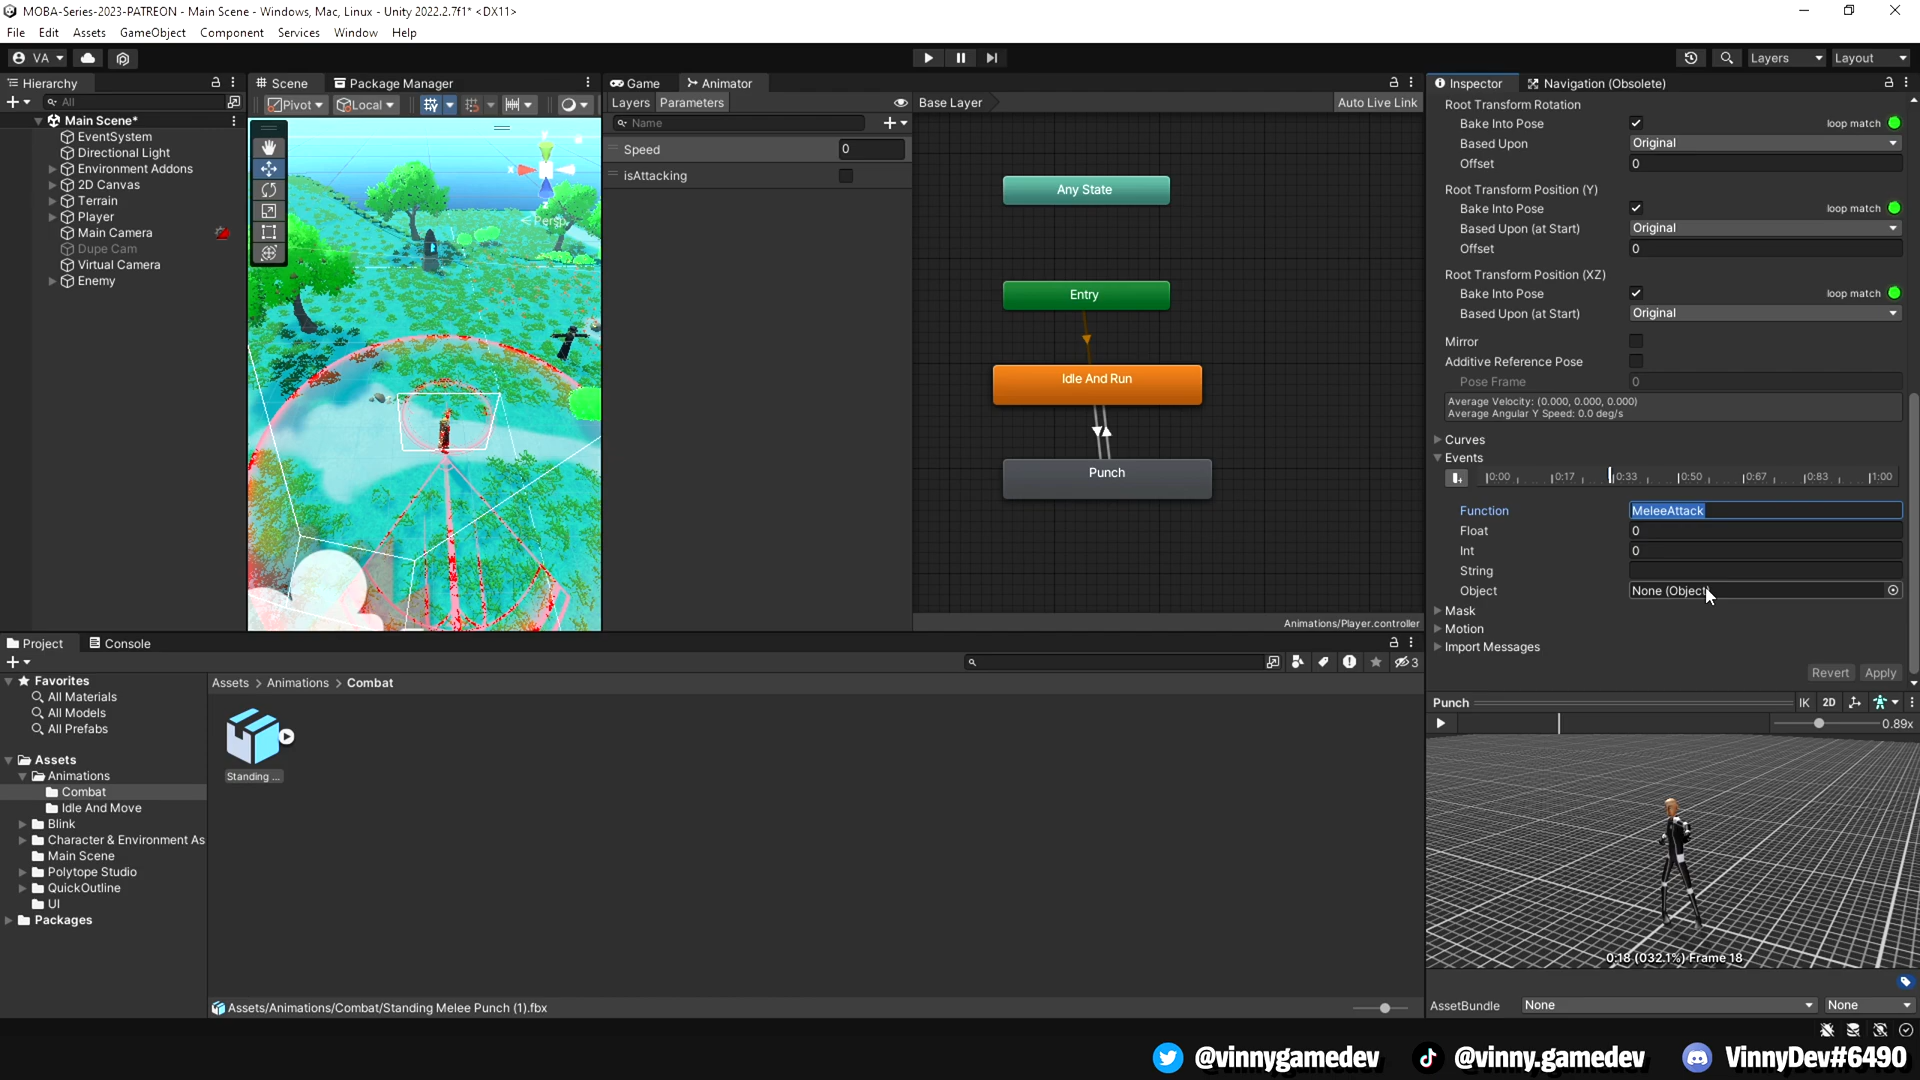 MOBA-Series-2023-PATREON - Main Scene - Windows, Mac, Linux - Unity 2022.2.7f1* <DX11>
File Edit Assets GameObject Component Services Window Help
VA
Layers Layout
Hierarchy
All
Main Scene*
EventSystem
Directional Light
Environment Addons
2D Canvas
Terrain
Player
Main Camera
Dupe Cam
Virtual Camera
Enemy
Scene Package Manager
Pivot Local
Persp
Game Animator
Layers Parameters
Name
Speed 0
isAttacking
Base Layer
Auto Live Link
Any State
Entry
Idle And Run
Punch
Animations/Player.controller
Inspector Navigation (Obsolete)
Root Transform Rotation
Bake Into Pose loop match
Based Upon Original
Offset 0
Root Transform Position (Y)
Bake Into Pose loop match
Based Upon (at Start) Original
Offset 0
Root Transform Position (XZ)
Bake Into Pose loop match
Based Upon (at Start) Original
Mirror
Additive Reference Pose
Pose Frame 0
Average Velocity: (0.000, 0.000, 0.000)
Average Angular Y Speed: 0.0 deg/s
Curves
Events
0:00 0:17 0:33 0:50 0:67 0:83 1:00
Function MeleeAttack
Float 0
Int 0
String
Object None (Object)
Mask
Motion
Import Messages
Revert Apply
Punch IK 2D
0.89x
0:18 (032.1%) Frame 18
AssetBundle None None
Project Console
3
Favorites
All Materials
All Models
All Prefabs
Assets
Animations
Combat
Idle And Move
Blink
Character & Environment As
Main Scene
Polytope Studio
QuickOutline
UI
Packages
Assets > Animations > Combat
Standing ...
Assets/Animations/Combat/Standing Melee Punch (1).fbx
@vinnygamedev @vinny.gamedev VinnyDev#6490